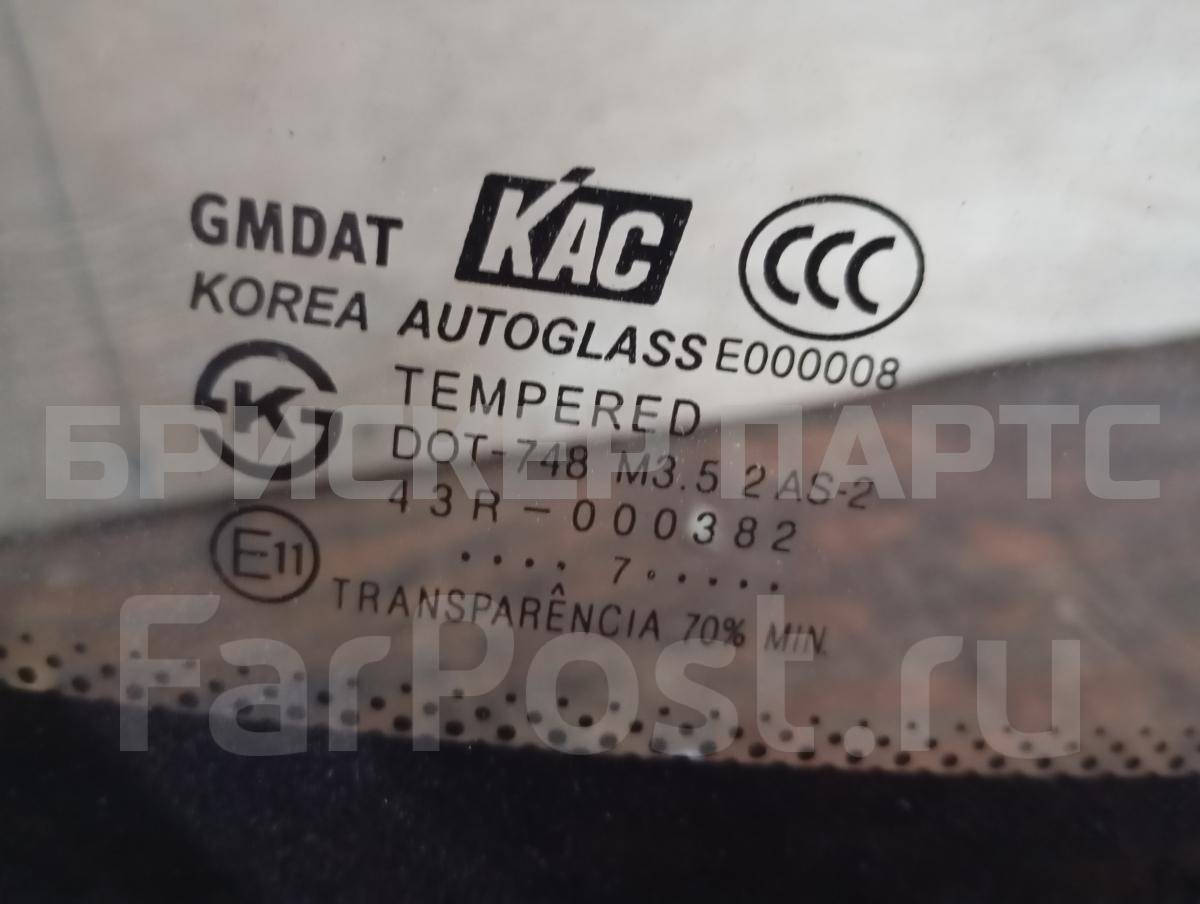 GMDAT KAC CCC
KOREA AUTOGLASS E000008
K
TEMPERED
DOT-748 M3.5 2 AS-2
43R-000382
E11
.... 7 .....
TRANSPARÊNCIA 70% MIN.
БРИСКЕР ПАРТС
FarPost.ru